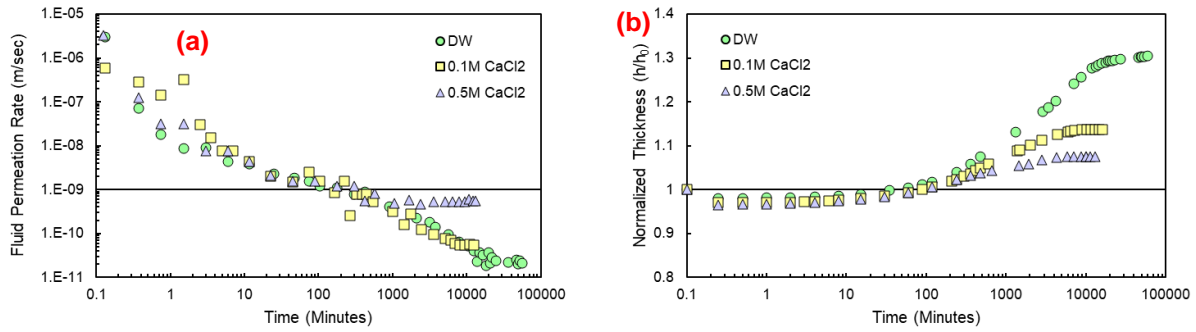 (a)
Fluid Permeation Rate (m/sec)
1.E-05
1.E-06
1.E-07
1.E-08
1.E-09
1.E-10
1.E-11
DW
0.1M CaCl2
0.5M CaCl2
0.1 1 10 100 1000 10000 100000
Time (Minutes)
(b)
Normalized Thickness (h/h₀)
1.4
1.3
1.2
1.1
1
0.9
0.8
DW
0.1M CaCl2
0.5M CaCl2
0.1 1 10 100 1000 10000 100000
Time (Minutes)